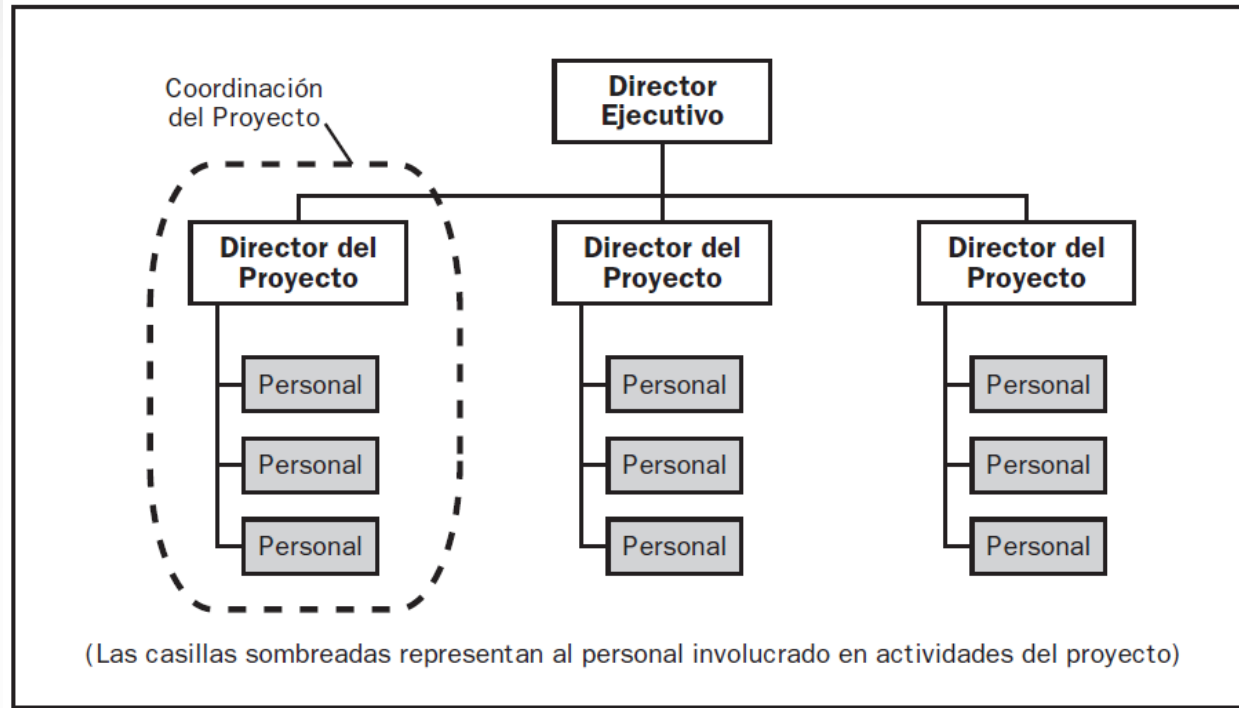 Coordinación
del Proyecto
Director
Ejecutivo
Director del
Proyecto
Director del
Proyecto
Director del
Proyecto
Personal
Personal
Personal
Personal
Personal
Personal
Personal
Personal
Personal
(Las casillas sombreadas representan al personal involucrado en actividades del proyecto)